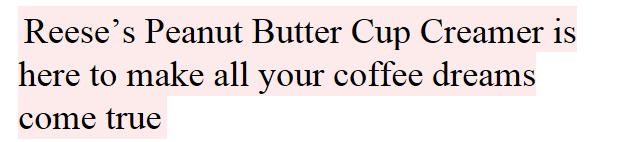 Reese’s Peanut Butter Cup Creamer is
here to make all your coffee dreams
come true